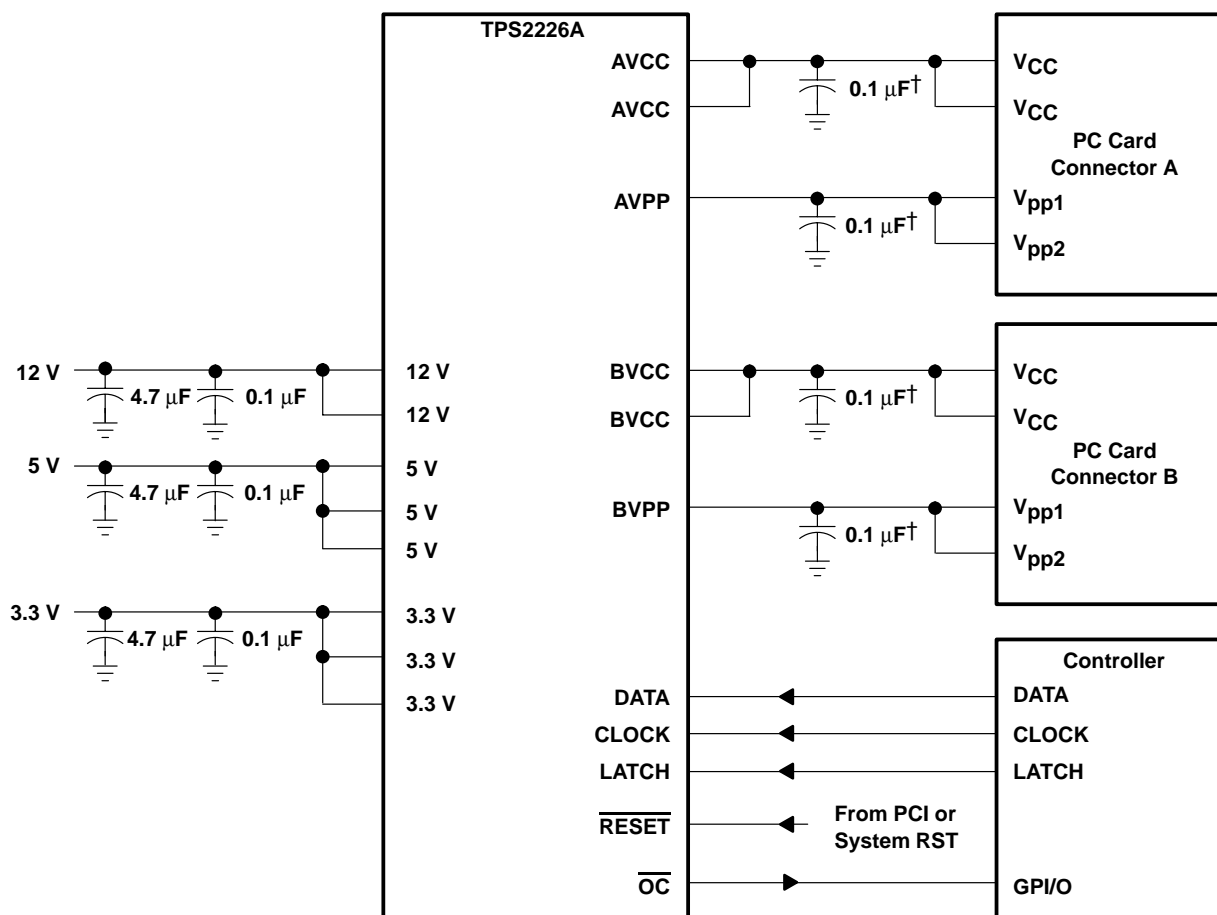 TPS2226A
AVCC
AVCC
AVPP
0.1 µF†
0.1 µF†
VCC
VCC
PC Card
Connector A
Vpp1
Vpp2
12 V
4.7 µF
0.1 µF
12 V
12 V
5 V
4.7 µF
0.1 µF
5 V
5 V
5 V
3.3 V
4.7 µF
0.1 µF
3.3 V
3.3 V
3.3 V
BVCC
BVCC
BVPP
0.1 µF†
0.1 µF†
VCC
VCC
PC Card
Connector B
Vpp1
Vpp2
DATA
CLOCK
LATCH
RESET
OC
From PCI or
System RST
Controller
DATA
CLOCK
LATCH
GPI/O